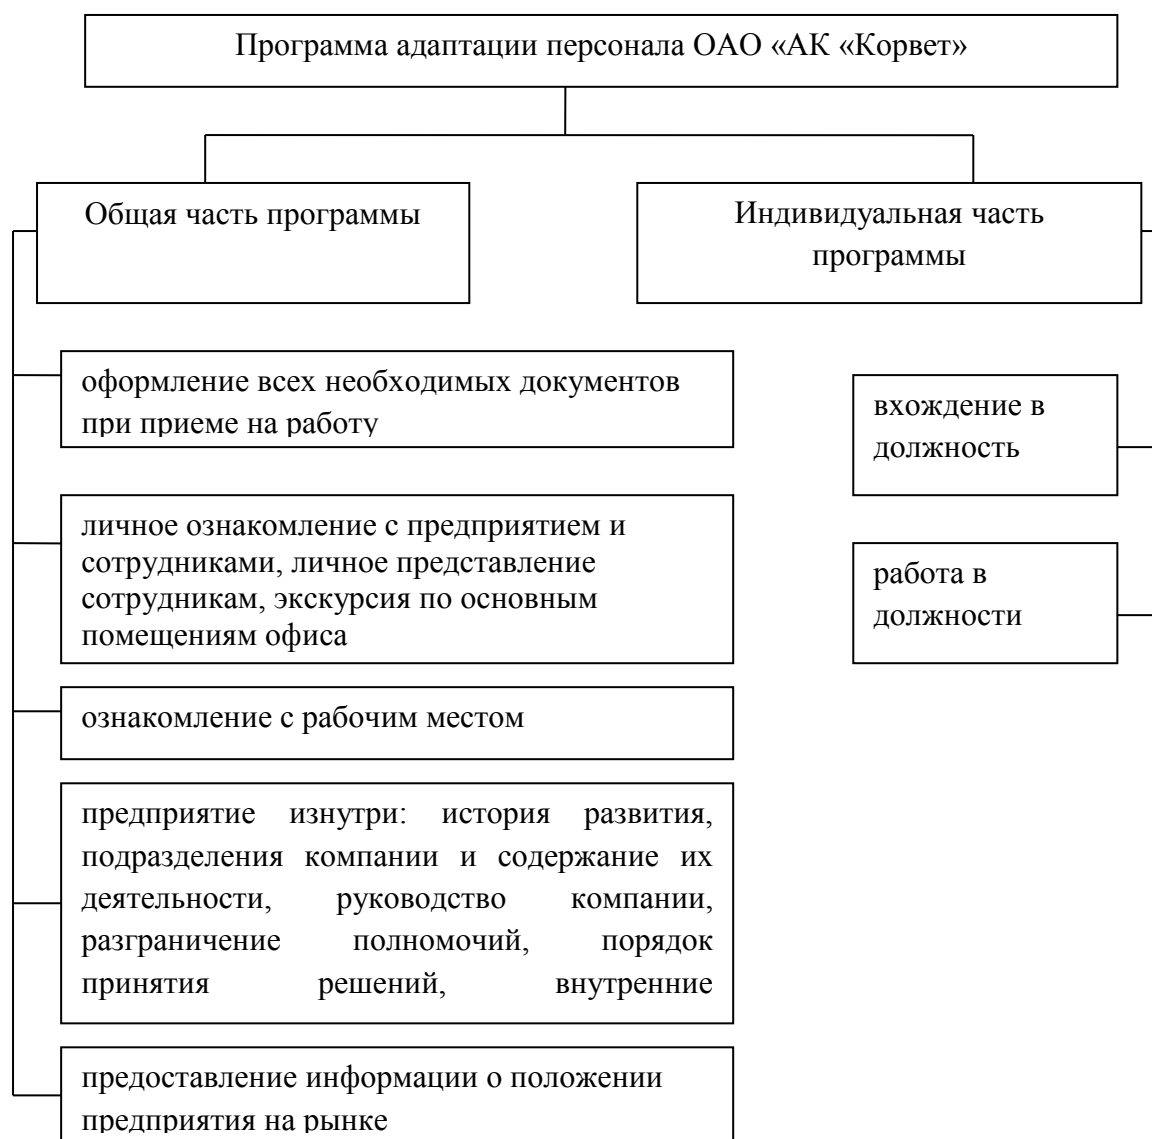 Программа адаптации персонала ОАО «АК «Корвет»
Общая часть программы
Индивидуальная часть
программы
оформление всех необходимых документов
при приеме на работу
личное ознакомление с предприятием и
сотрудниками, личное представление
сотрудникам, экскурсия по основным
помещениям офиса
ознакомление с рабочим местом
предприятие изнутри: история развития,
подразделения компании и содержание их
деятельности, руководство компании,
разграничение полномочий, порядок
принятия решений, внутренние
предоставление информации о положении
предприятия на рынке
вхождение в
должность
работа в
должности